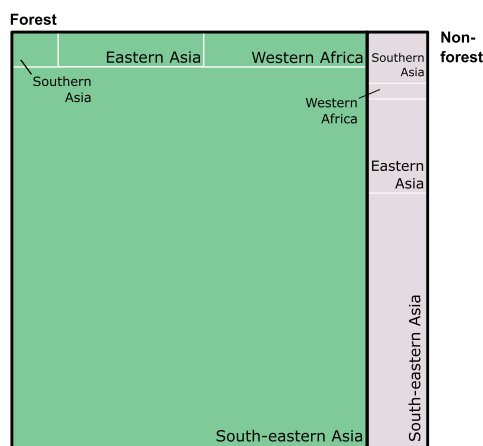 Forest
Non-
forest
Eastern Asia
Western Africa
Southern
Asia
Southern
Asia
Western
Africa
Eastern
Asia
South-eastern Asia
South-eastern Asia